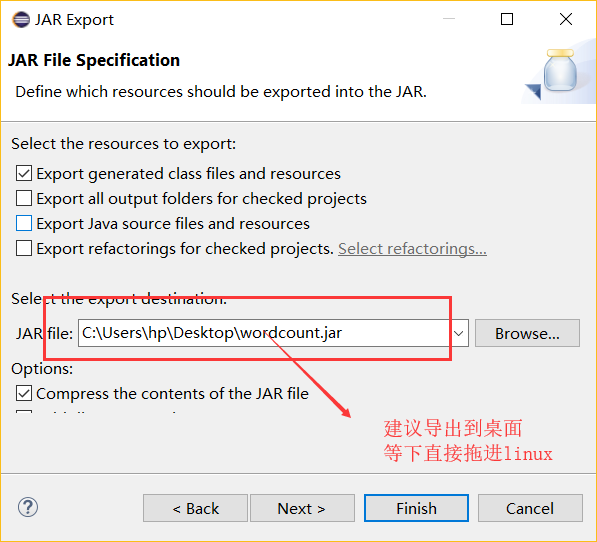 JAR Export
JAR File Specification
Define which resources should be exported into the JAR.
Select the resources to export:
Export generated class files and resources
Export all output folders for checked projects
Export Java source files and resources
Export refactorings for checked projects. Select refactorings...
Select the export destination:
JAR file: C:\Users\hp\Desktop\wordcount.jar Browse...
Options:
Compress the contents of the JAR file
建议导出到桌面
等下直接拖进linux
? < Back Next > Finish Cancel